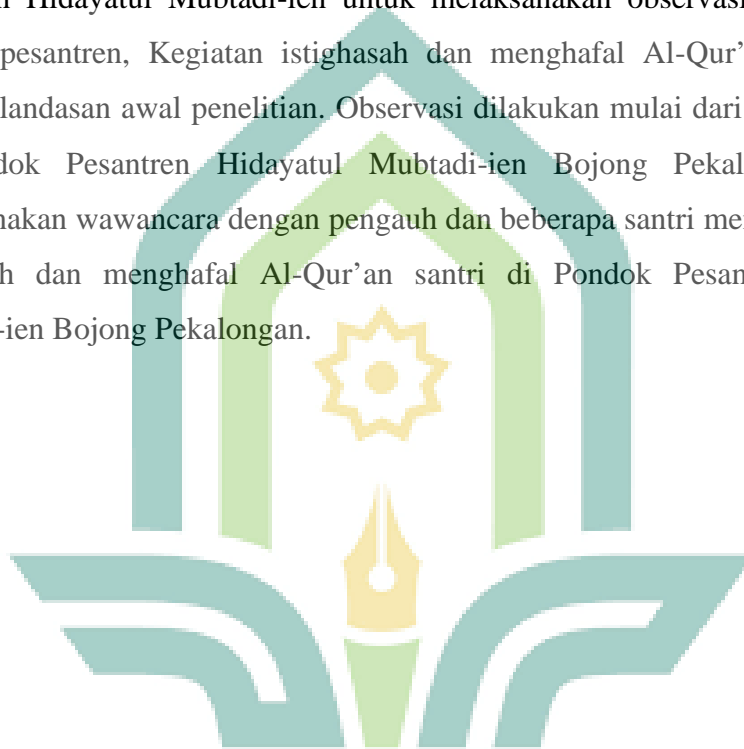 Hidayatul Mubtadi-ien untuk melaksanakan observasi
pesantren, Kegiatan istighasah dan menghafal Al-Qur’
landasan awal penelitian. Observasi dilakukan mulai dari
dok Pesantren Hidayatul Mubtadi-ien Bojong Pekal
nakan wawancara dengan pengauh dan beberapa santri me
h dan menghafal Al-Qur’an santri di Pondok Pesan
-ien Bojong Pekalongan.